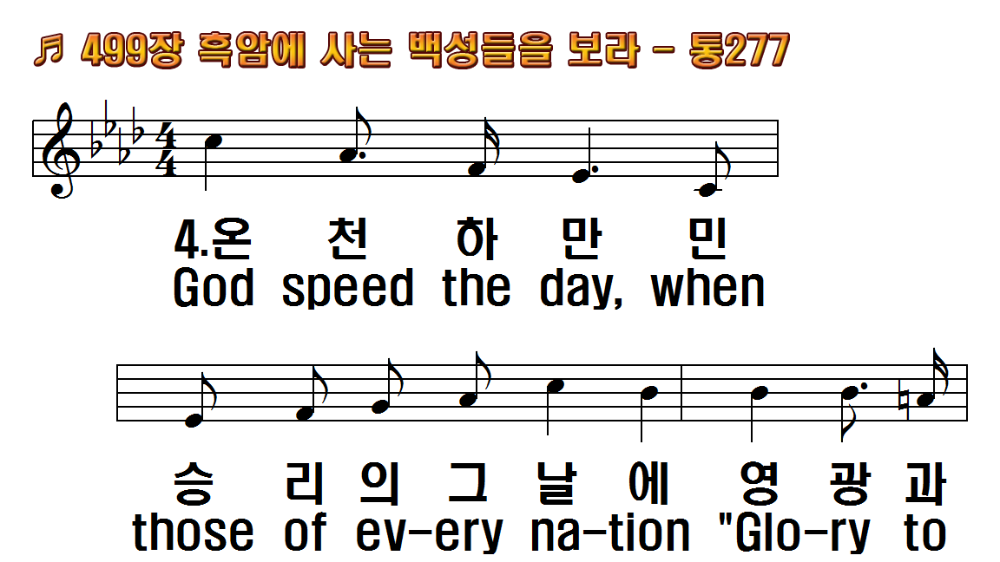 ♬ 499장 흑암에 사는 백성들을 보라 - 통277
4.온 천 하 만 민
God speed the day, when
승 리 의 그 날 에 영 광 과
those of ev-ery na-tion "Glo-ry to